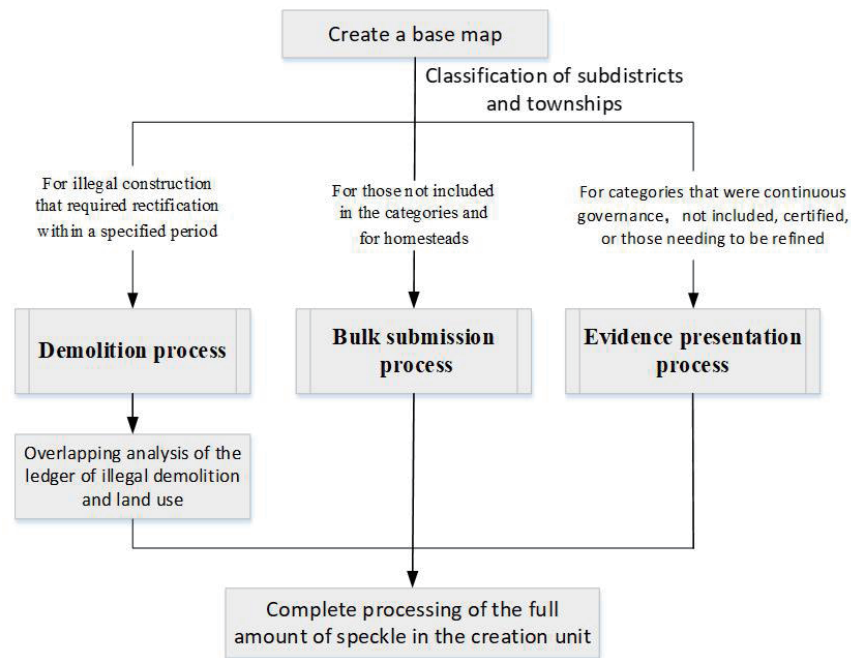 Create a base map
Classification of subdistricts
and townships
For illegal construction
that required rectification
within a specified period
For those not included
in the categories and
for homesteads
For categories that were continuous
governance, not included, certified,
or those needing to be refined
Demolition process
Bulk submission
process
Evidence presentation
process
Overlapping analysis of the
ledger of illegal demolition
and land use
Complete processing of the full
amount of speckle in the creation unit